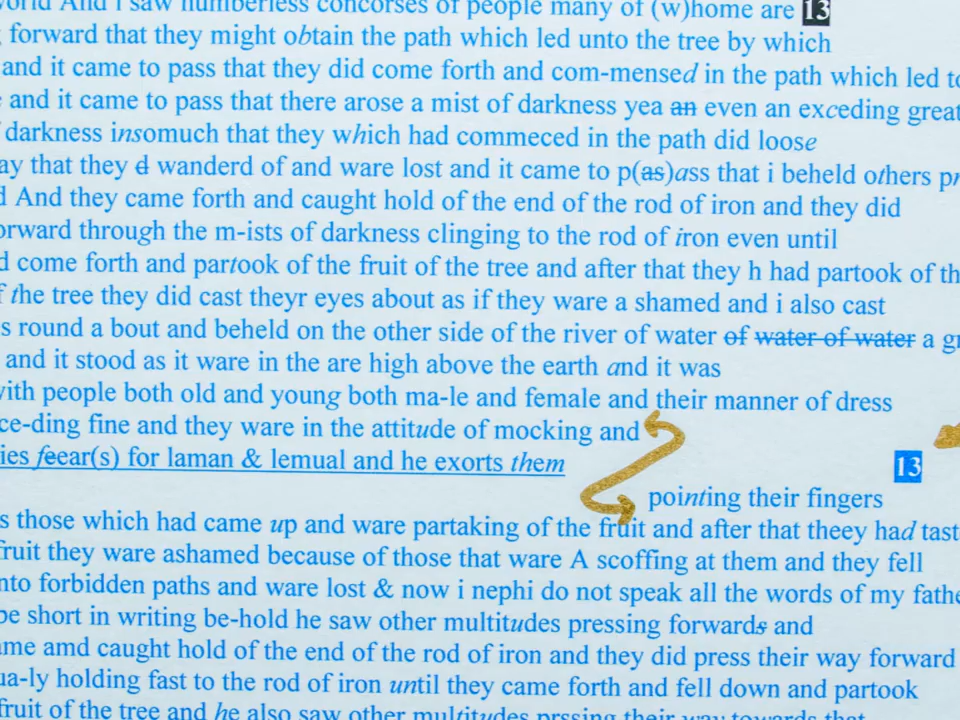 world And i saw numberless concorses of people many of (w)home are 13
forward that they might obtain the path which led unto the tree by which
and it came to pass that they did come forth and com-mensed in the path which led to
and it came to pass that there arose a mist of darkness yea an even an exceding great
darkness insomuch that they which had commeced in the path did loose
ay that they d wanderd of and ware lost and it came to p(as)ass that i beheld others pr
d And they came forth and caught hold of the end of the rod of iron and they did
orward through the m-ists of darkness clinging to the rod of iron even until
d come forth and partook of the fruit of the tree and after that they h had partook of th
f the tree they did cast theyr eyes about as if they ware a shamed and i also cast
s round a bout and beheld on the other side of the river of water of water of water a gr
and it stood as it ware in the are high above the earth and it was
with people both old and young both ma-le and female and their manner of dress
ce-ding fine and they ware in the attitude of mocking and
ies feear(s) for laman & lemual and he exorts them
13
pointing their fingers
s those which had came up and ware partaking of the fruit and after that theey had tast
fruit they ware ashamed because of those that ware A scoffing at them and they fell
nto forbidden paths and ware lost & now i nephi do not speak all the words of my fathe
be short in writing be-hold he saw other multitudes pressing forwards and
ame amd caught hold of the end of the rod of iron and they did press their way forward
ua-ly holding fast to the rod of iron until they came forth and fell down and partook
fruit of the tree and he also saw other multitudes prssing their way towards that